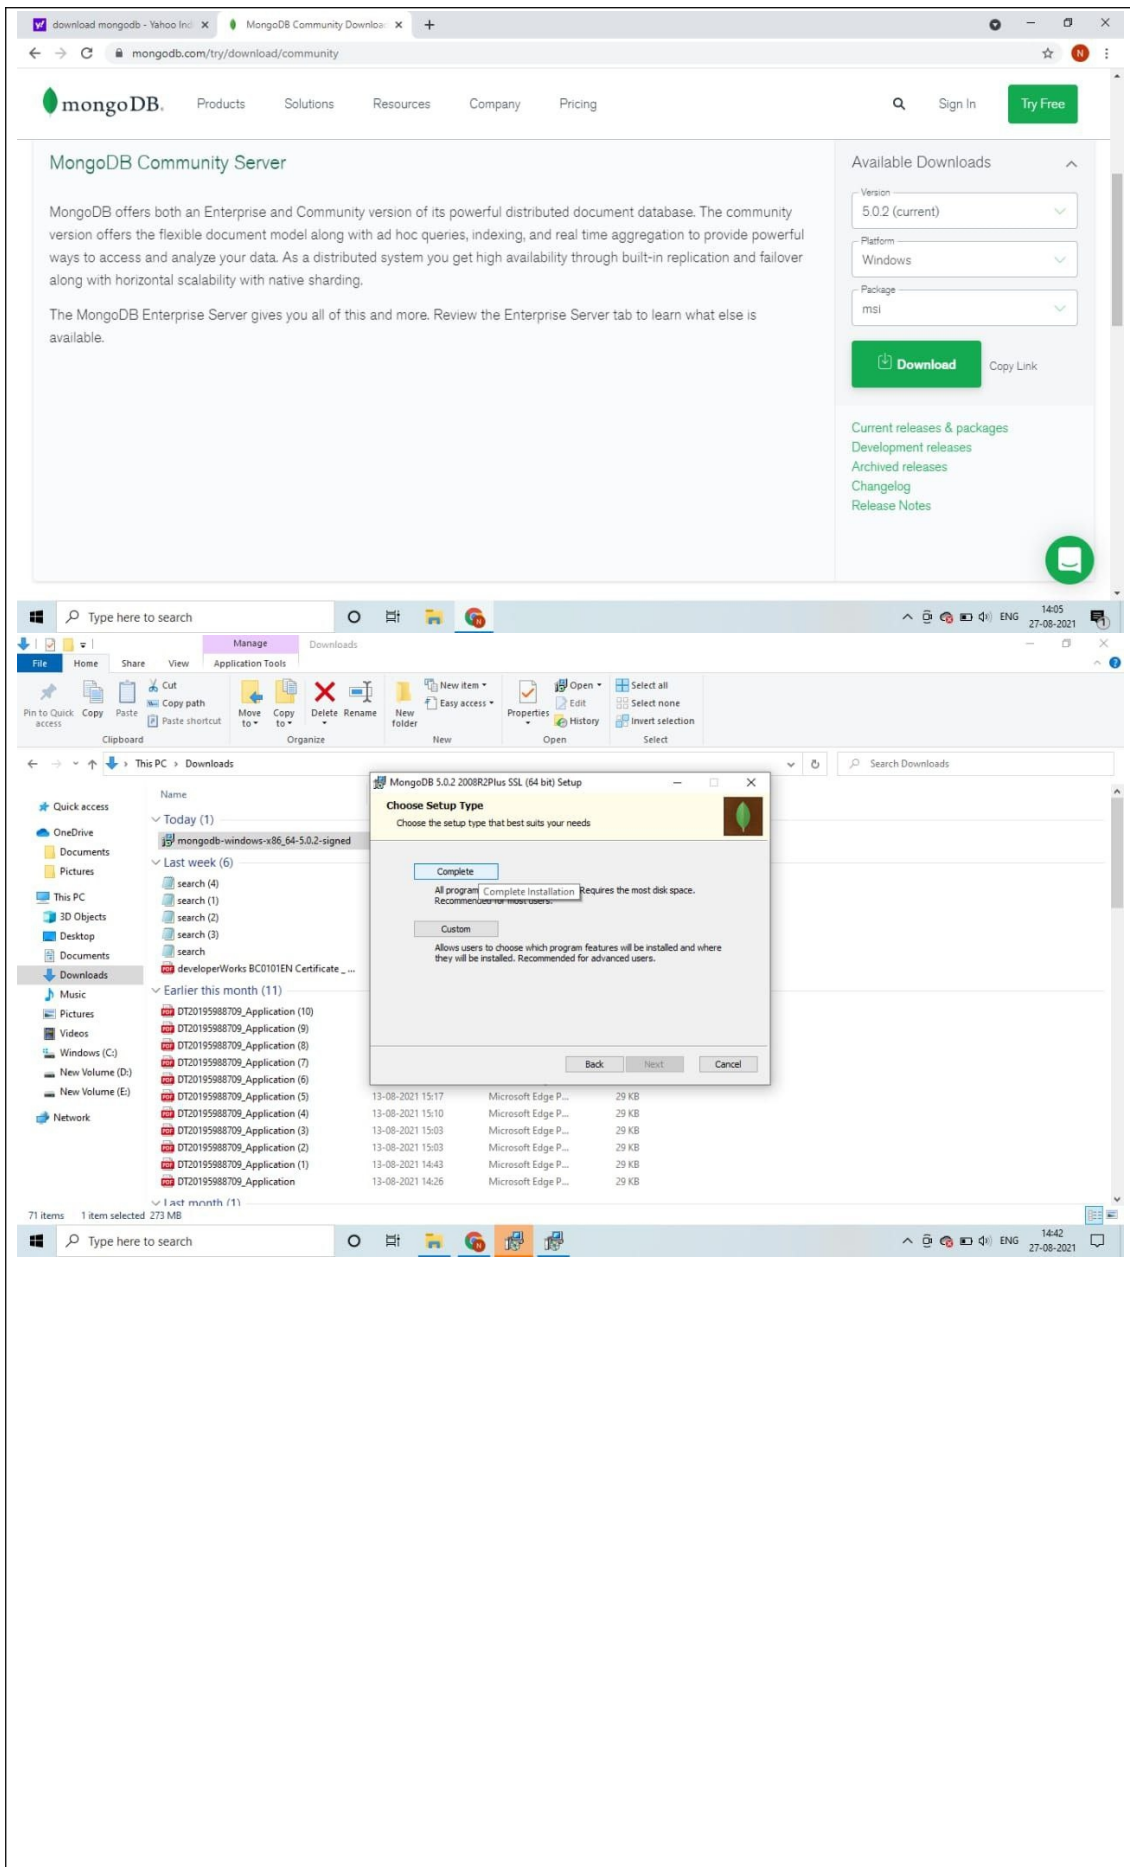 download mongodb - Yahoo Ind
MongoDB Community Downloa
mongodb.com/try/download/community
N
mongoDB.
Products
Solutions
Resources
Company
Pricing
Sign In
Try Free
MongoDB Community Server
MongoDB offers both an Enterprise and Community version of its powerful distributed document database. The community
version offers the flexible document model along with ad hoc queries, indexing, and real time aggregation to provide powerful
ways to access and analyze your data. As a distributed system you get high availability through built-in replication and failover
along with horizontal scalability with native sharding.
The MongoDB Enterprise Server gives you all of this and more. Review the Enterprise Server tab to learn what else is
available.
Available Downloads
Version
5.0.2 (current)
Platform
Windows
Package
msi
Download
Copy Link
Current releases & packages
Development releases
Archived releases
Changelog
Release Notes
Type here to search
ENG
14:05
27-08-2021
Manage
Downloads
File
Home
Share
View
Application Tools
Pin to Quick access
Copy
Paste
Cut
Copy path
Paste shortcut
Clipboard
Move to
Copy to
Delete
Rename
Organize
New folder
New item
Easy access
New
Properties
Open
Edit
History
Open
Select all
Select none
Invert selection
Select
This PC › Downloads
Search Downloads
Quick access
OneDrive
Documents
Pictures
This PC
3D Objects
Desktop
Documents
Downloads
Music
Pictures
Videos
Windows (C:)
New Volume (D:)
New Volume (E:)
Network
Name
Today (1)
mongodb-windows-x86_64-5.0.2-signed
Last week (6)
search (4)
search (1)
search (2)
search (3)
search
developerWorks BC0101EN Certificate _ ...
Earlier this month (11)
DT20195988709_Application (10)
DT20195988709_Application (9)
DT20195988709_Application (8)
DT20195988709_Application (7)
DT20195988709_Application (6)
DT20195988709_Application (5) 13-08-2021 15:17 Microsoft Edge P... 29 KB
DT20195988709_Application (4) 13-08-2021 15:10 Microsoft Edge P... 29 KB
DT20195988709_Application (3) 13-08-2021 15:03 Microsoft Edge P... 29 KB
DT20195988709_Application (2) 13-08-2021 15:03 Microsoft Edge P... 29 KB
DT20195988709_Application (1) 13-08-2021 14:43 Microsoft Edge P... 29 KB
DT20195988709_Application 13-08-2021 14:26 Microsoft Edge P... 29 KB
Last month (1)
MongoDB 5.0.2 2008R2Plus SSL (64 bit) Setup
Choose Setup Type
Choose the setup type that best suits your needs
Complete
All program
Complete Installation
Requires the most disk space.
Recommended for most users.
Custom
Allows users to choose which program features will be installed and where
they will be installed. Recommended for advanced users.
Back
Next
Cancel
71 items
1 item selected 273 MB
Type here to search
ENG
14:42
27-08-2021